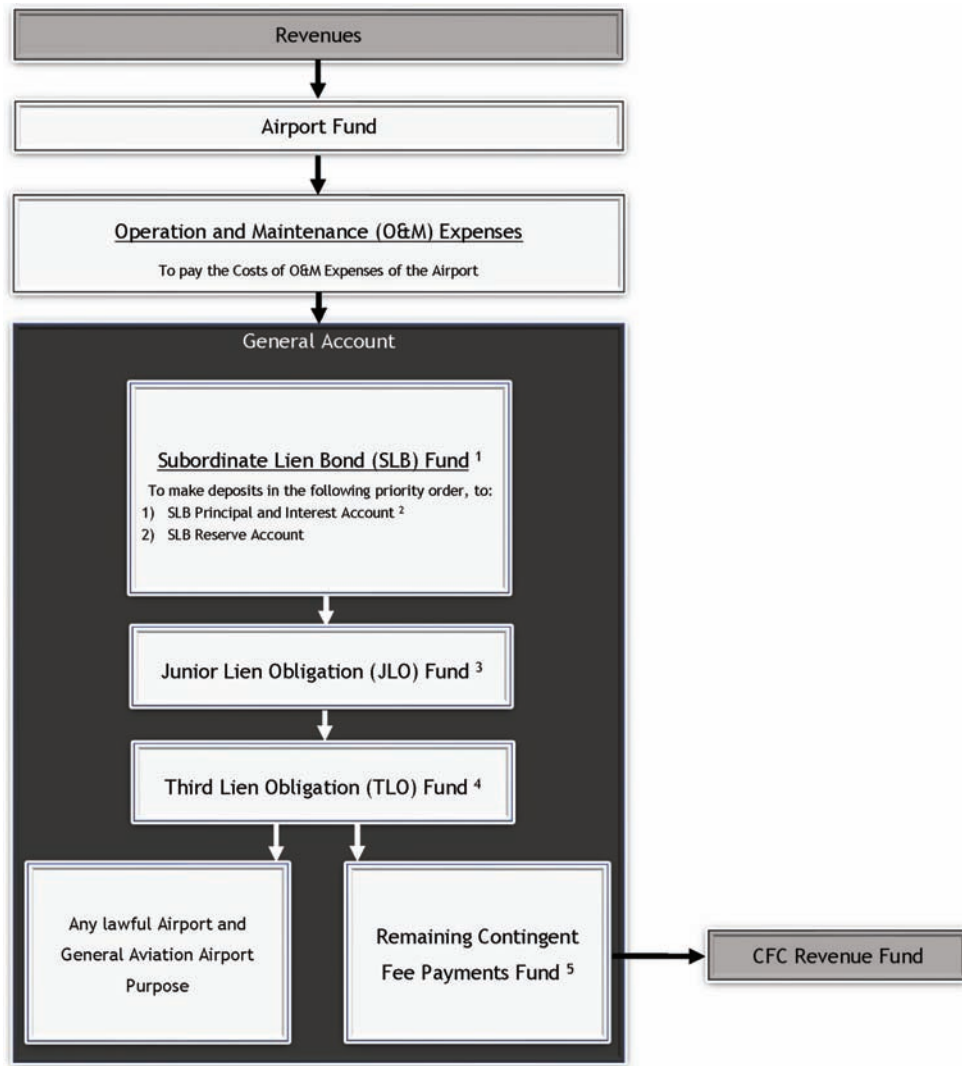 Revenues
Airport Fund
Operation and Maintenance (O&M) Expenses
To pay the Costs of O&M Expenses of the Airport
General Account
Subordinate Lien Bond (SLB) Fund 1
To make deposits in the following priority order, to:
1) SLB Principal and Interest Account 2
2) SLB Reserve Account
Junior Lien Obligation (JLO) Fund 3
Third Lien Obligation (TLO) Fund 4
Any lawful Airport and
General Aviation Airport
Purpose
Remaining Contingent
Fee Payments Fund 5
CFC Revenue Fund